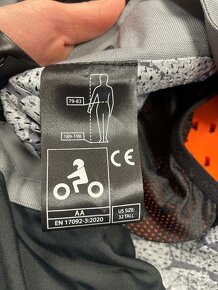 79-83
189-198
CE
AA
EN 17092-3:2020
US SIZE:
32 TALL